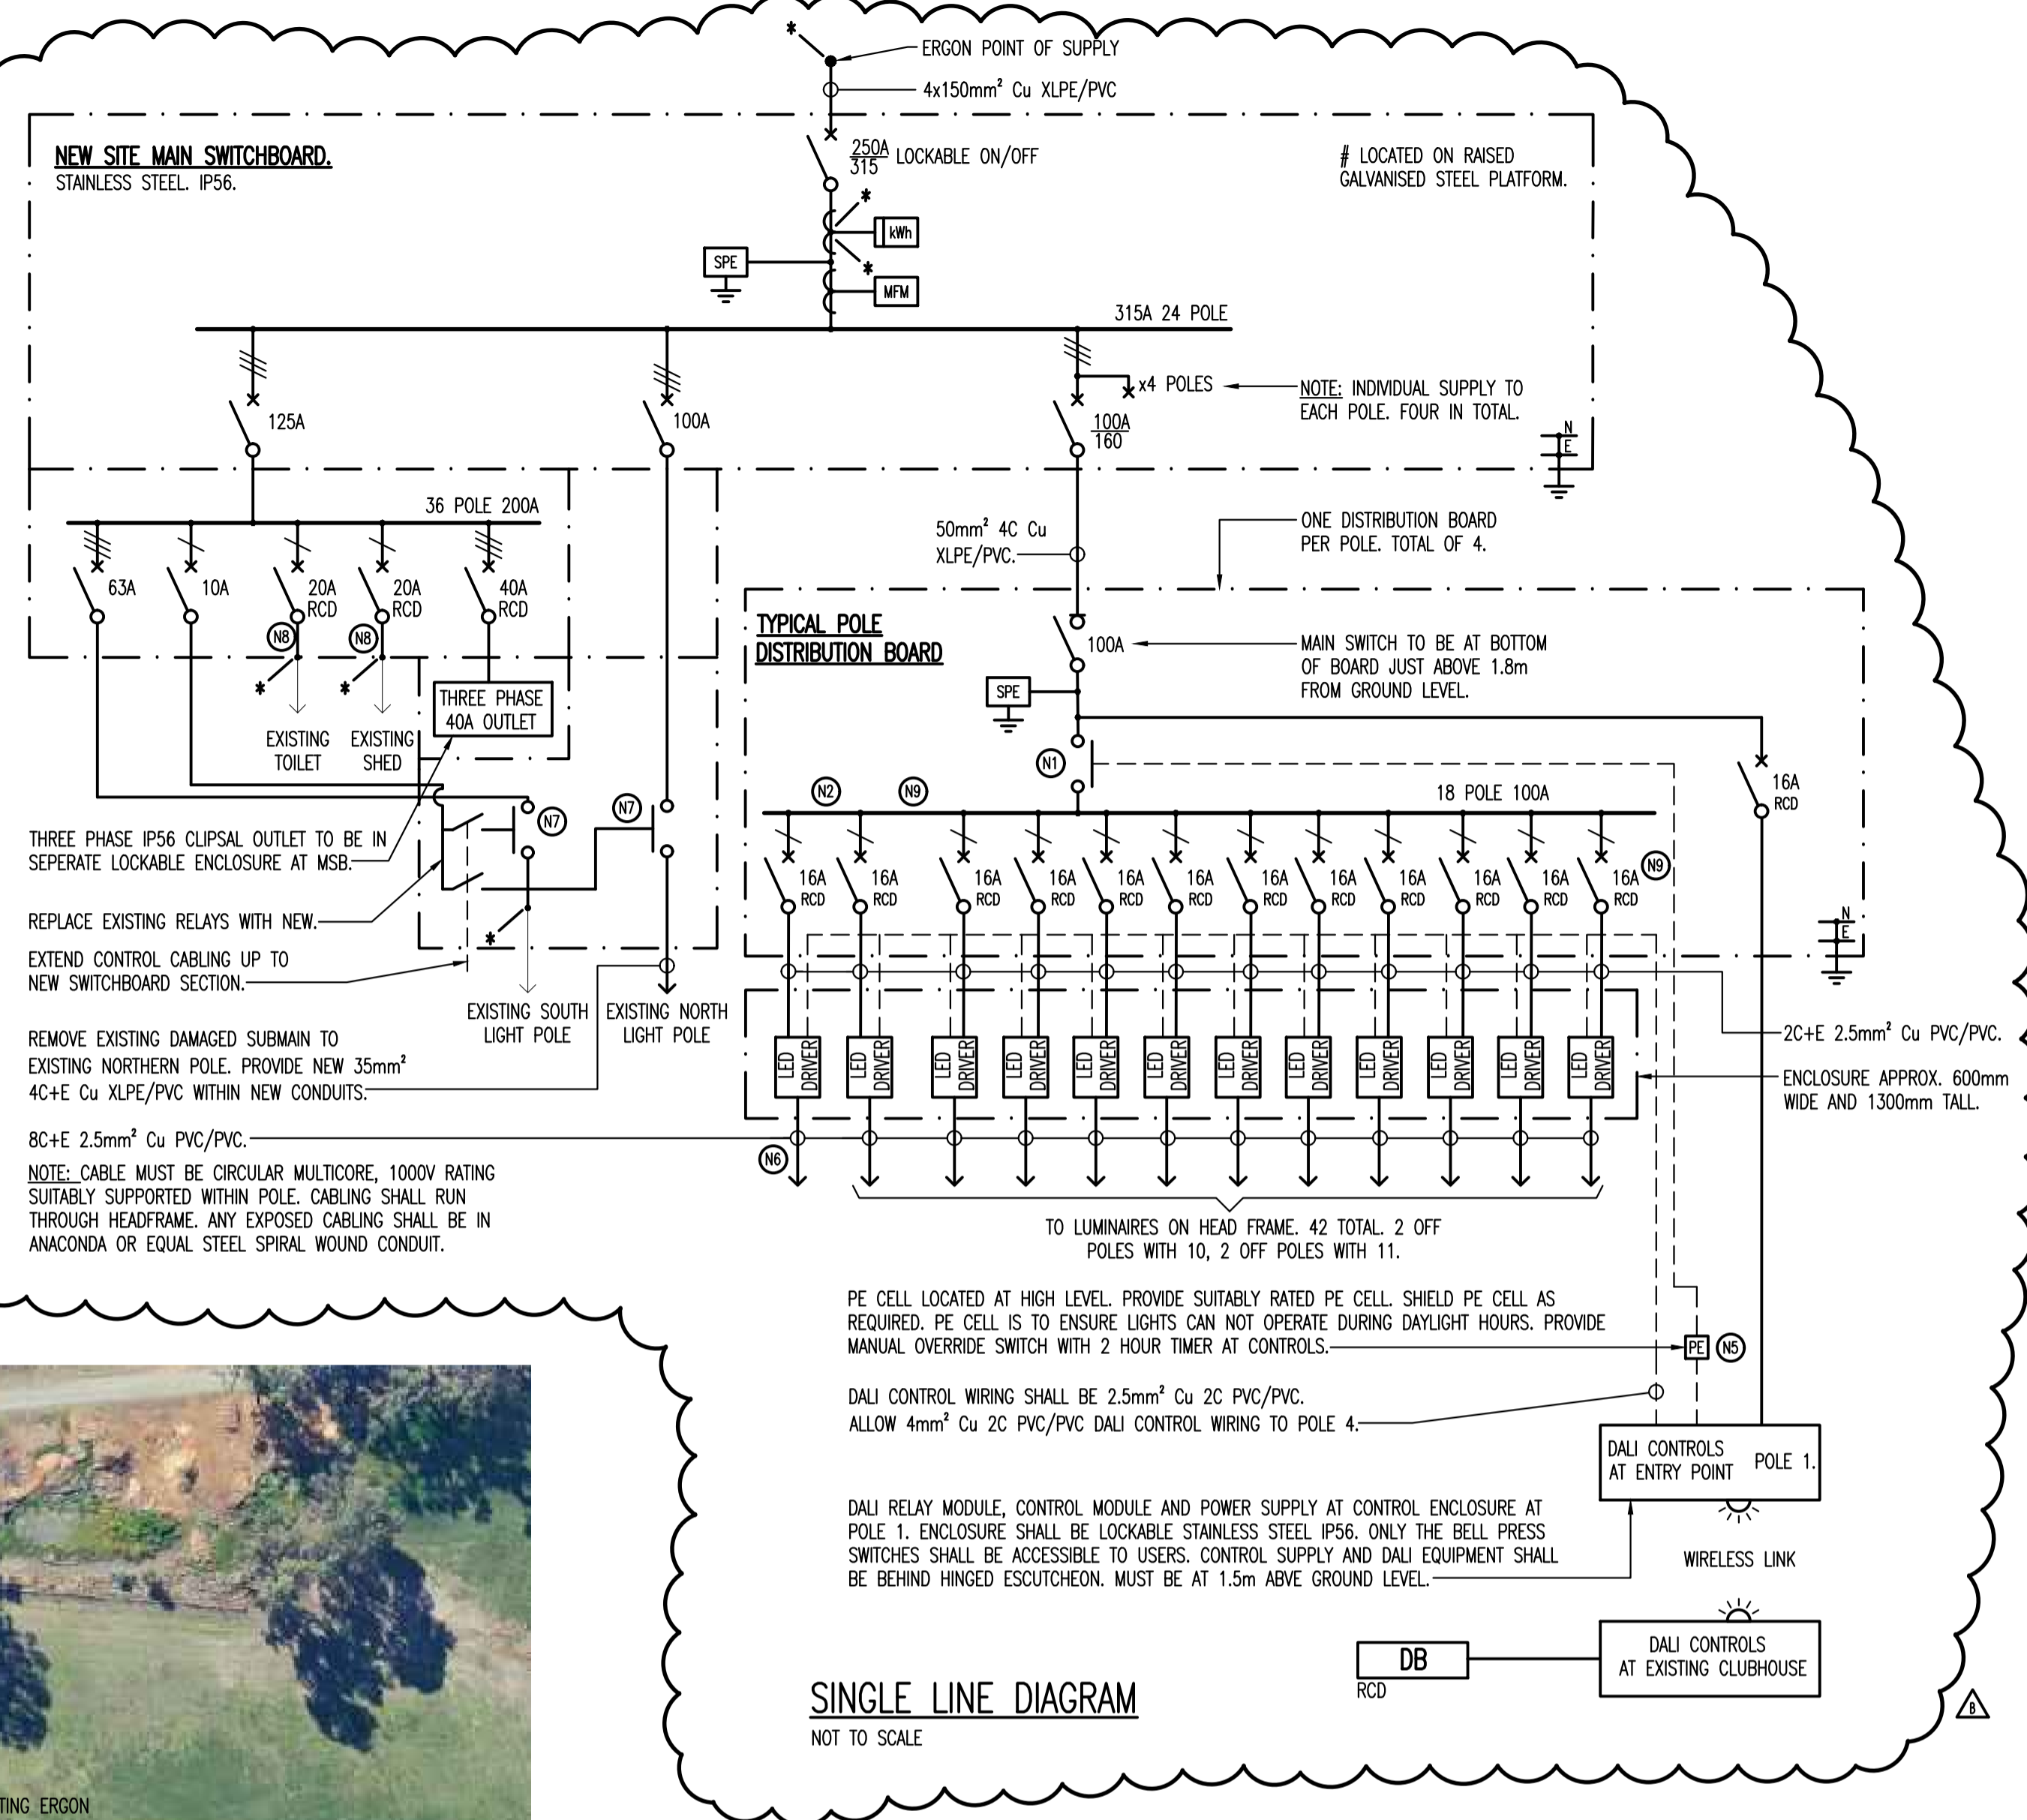 *
ERGON POINT OF SUPPLY
4x150mm² Cu XLPE/PVC
NEW SITE MAIN SWITCHBOARD.
STAINLESS STEEL. IP56.
250A
315
LOCKABLE ON/OFF
# LOCATED ON RAISED
GALVANISED STEEL PLATFORM.
*
kWh
SPE
*
MFM
315A 24 POLE
125A
100A
x4 POLES
NOTE: INDIVIDUAL SUPPLY TO
EACH POLE. FOUR IN TOTAL.
100A
160
N
E
36 POLE 200A
63A
10A
20A
RCD
20A
RCD
40A
RCD
N8
N8
*
*
THREE PHASE
40A OUTLET
EXISTING
TOILET
EXISTING
SHED
50mm² 4C Cu
XLPE/PVC.
ONE DISTRIBUTION BOARD
PER POLE. TOTAL OF 4.
TYPICAL POLE
DISTRIBUTION BOARD
100A
MAIN SWITCH TO BE AT BOTTOM
OF BOARD JUST ABOVE 1.8m
FROM GROUND LEVEL.
SPE
N1
16A
RCD
N2
N9
18 POLE 100A
N7
N7
THREE PHASE IP56 CLIPSAL OUTLET TO BE IN
SEPERATE LOCKABLE ENCLOSURE AT MSB.
REPLACE EXISTING RELAYS WITH NEW.
*
EXTEND CONTROL CABLING UP TO
NEW SWITCHBOARD SECTION.
EXISTING SOUTH
LIGHT POLE
EXISTING NORTH
LIGHT POLE
REMOVE EXISTING DAMAGED SUBMAIN TO
EXISTING NORTHERN POLE. PROVIDE NEW 35mm²
4C+E Cu XLPE/PVC WITHIN NEW CONDUITS.
16A
RCD
16A
RCD
16A
RCD
16A
RCD
16A
RCD
16A
RCD
16A
RCD
16A
RCD
16A
RCD
16A
RCD
16A
RCD
16A
RCD
N9
N
E
LED
DRIVER
LED
DRIVER
LED
DRIVER
LED
DRIVER
LED
DRIVER
LED
DRIVER
LED
DRIVER
LED
DRIVER
LED
DRIVER
LED
DRIVER
LED
DRIVER
LED
DRIVER
2C+E 2.5mm² Cu PVC/PVC.
ENCLOSURE APPROX. 600mm
WIDE AND 1300mm TALL.
8C+E 2.5mm² Cu PVC/PVC.
N6
NOTE: CABLE MUST BE CIRCULAR MULTICORE, 1000V RATING
SUITABLY SUPPORTED WITHIN POLE. CABLING SHALL RUN
THROUGH HEADFRAME. ANY EXPOSED CABLING SHALL BE IN
ANACONDA OR EQUAL STEEL SPIRAL WOUND CONDUIT.
TO LUMINAIRES ON HEAD FRAME. 42 TOTAL. 2 OFF
POLES WITH 10, 2 OFF POLES WITH 11.
PE CELL LOCATED AT HIGH LEVEL. PROVIDE SUITABLY RATED PE CELL. SHIELD PE CELL AS
REQUIRED. PE CELL IS TO ENSURE LIGHTS CAN NOT OPERATE DURING DAYLIGHT HOURS. PROVIDE
MANUAL OVERRIDE SWITCH WITH 2 HOUR TIMER AT CONTROLS.
PE
N5
DALI CONTROL WIRING SHALL BE 2.5mm² Cu 2C PVC/PVC.
ALLOW 4mm² Cu 2C PVC/PVC DALI CONTROL WIRING TO POLE 4.
DALI CONTROLS
AT ENTRY POINT
POLE 1.
DALI RELAY MODULE, CONTROL MODULE AND POWER SUPPLY AT CONTROL ENCLOSURE AT
POLE 1. ENCLOSURE SHALL BE LOCKABLE STAINLESS STEEL IP56. ONLY THE BELL PRESS
SWITCHES SHALL BE ACCESSIBLE TO USERS. CONTROL SUPPLY AND DALI EQUIPMENT SHALL
BE BEHIND HINGED ESCUTCHEON. MUST BE AT 1.5m ABVE GROUND LEVEL.
WIRELESS LINK
DB
RCD
DALI CONTROLS
AT EXISTING CLUBHOUSE
SINGLE LINE DIAGRAM
NOT TO SCALE
B
TING ERGON